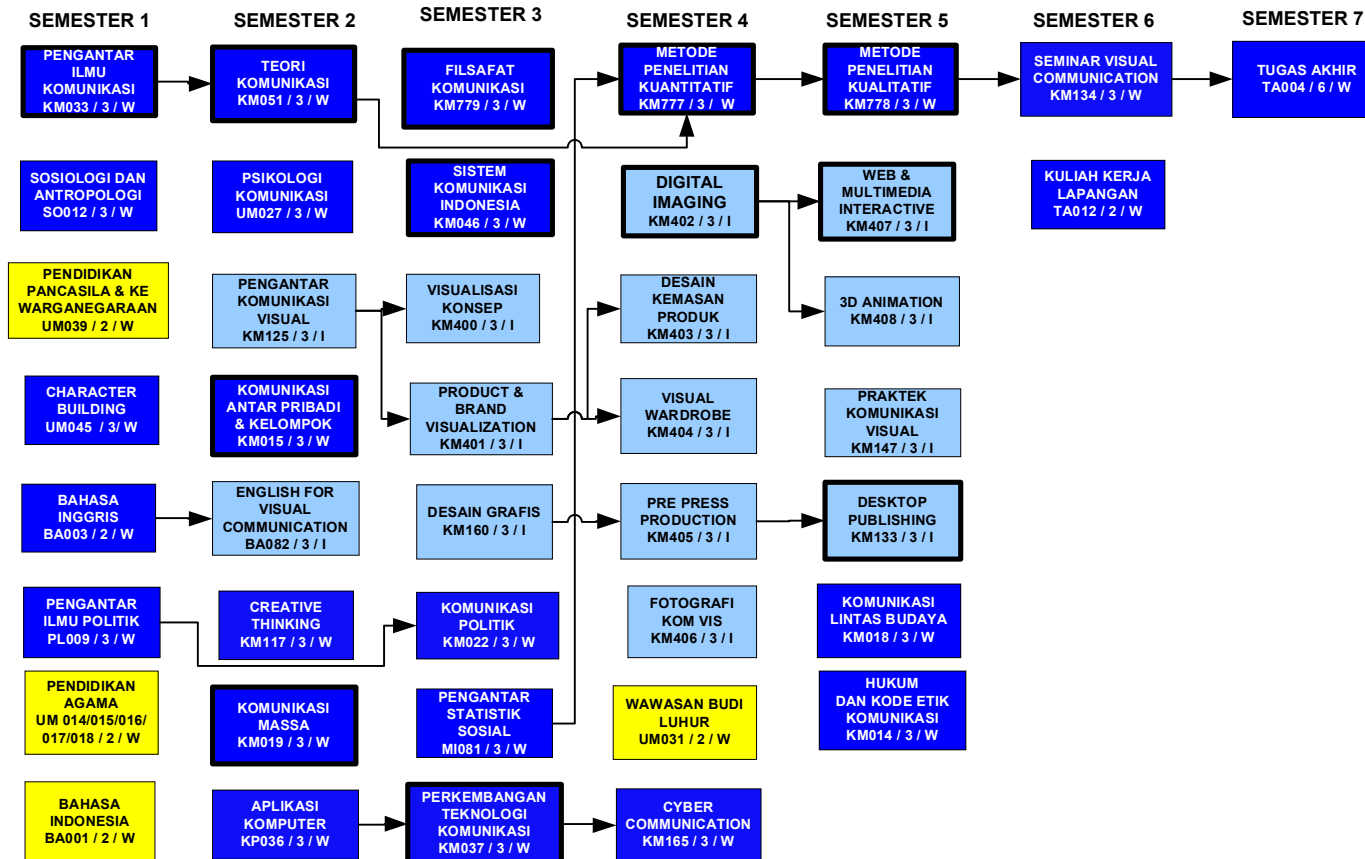 SEMESTER 1
SEMESTER 2
SEMESTER 3
SEMESTER 4
SEMESTER 5
SEMESTER 6
SEMESTER 7
PENGANTAR
ILMU
KOMUNIKASI
KM033 / 3 / W
TEORI
KOMUNIKASI
KM051 / 3 / W
FILSAFAT
KOMUNIKASI
KM779 / 3 / W
METODE
PENELITIAN
KUANTITATIF
KM777 / 3 / W
METODE
PENELITIAN
KUALITATIF
KM778 / 3 / W
SEMINAR VISUAL
COMMUNICATION
KM134 / 3 / W
TUGAS AKHIR
TA004 / 6 / W
SOSIOLOGI DAN
ANTROPOLOGI
SO012 / 3 / W
PSIKOLOGI
KOMUNIKASI
UM027 / 3 / W
SISTEM
KOMUNIKASI
INDONESIA
KM046 / 3 / W
DIGITAL
IMAGING
KM402 / 3 / I
WEB &
MULTIMEDIA
INTERACTIVE
KM407 / 3 / I
KULIAH KERJA
LAPANGAN
TA012 / 2 / W
PENDIDIKAN
PANCASILA & KE
WARGANEGARAAN
UM039 / 2 / W
PENGANTAR
KOMUNIKASI
VISUAL
KM125 / 3 / I
VISUALISASI
KONSEP
KM400 / 3 / I
DESAIN
KEMASAN
PRODUK
KM403 / 3 / I
3D ANIMATION
KM408 / 3 / I
CHARACTER
BUILDING
UM045 / 3/ W
KOMUNIKASI
ANTAR PRIBADI
& KELOMPOK
KM015 / 3 / W
PRODUCT &
BRAND
VISUALIZATION
KM401 / 3 / I
VISUAL
WARDROBE
KM404 / 3 / I
PRAKTEK
KOMUNIKASI
VISUAL
KM147 / 3 / I
BAHASA
INGGRIS
BA003 / 2 / W
ENGLISH FOR
VISUAL
COMMUNICATION
BA082 / 3 / I
DESAIN GRAFIS
KM160 / 3 / I
PRE PRESS
PRODUCTION
KM405 / 3 / I
DESKTOP
PUBLISHING
KM133 / 3 / I
PENGANTAR
ILMU POLITIK
PL009 / 3 / W
CREATIVE
THINKING
KM117 / 3 / W
KOMUNIKASI
POLITIK
KM022 / 3 / W
FOTOGRAFI
KOM VIS
KM406 / 3 / I
KOMUNIKASI
LINTAS BUDAYA
KM018 / 3 / W
PENDIDIKAN
AGAMA
UM 014/015/016/
017/018 / 2 / W
KOMUNIKASI
MASSA
KM019 / 3 / W
PENGANTAR
STATISTIK
SOSIAL
MI081 / 3 / W
WAWASAN BUDI
LUHUR
UM031 / 2 / W
HUKUM
DAN KODE ETIK
KOMUNIKASI
KM014 / 3 / W
BAHASA
INDONESIA
BA001 / 2 / W
APLIKASI
KOMPUTER
KP036 / 3 / W
PERKEMBANGAN
TEKNOLOGI
KOMUNIKASI
KM037 / 3 / W
CYBER
COMMUNICATION
KM165 / 3 / W